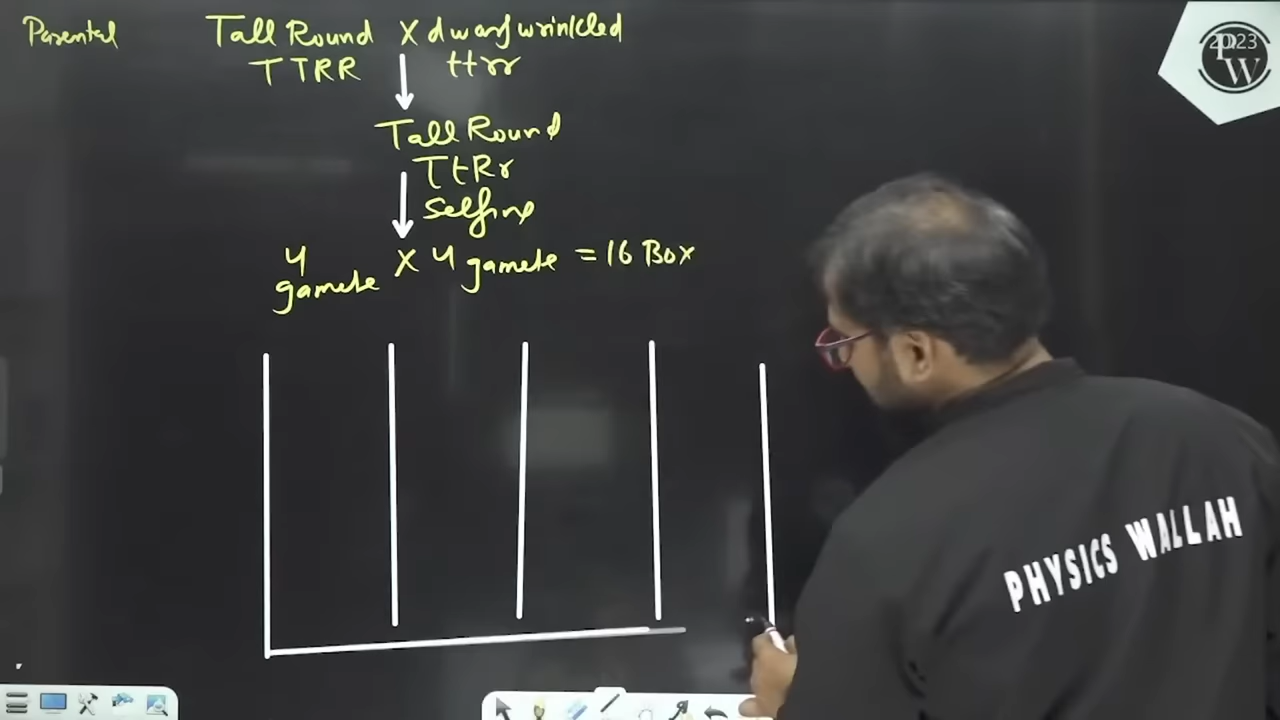 Parental Tall Round X dwarf wrinkled
TTRR ttrr
Tall Round
TtRr
Selfing
4 gamete X 4 gamete = 16 Box
2023
PW
PHYSICS WALLAH